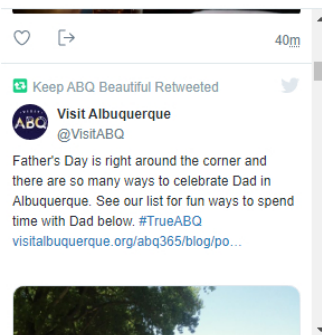 40m
Keep ABQ Beautiful Retweeted
ABQ
Visit Albuquerque
@VisitABQ
Father's Day is right around the corner and
there are so many ways to celebrate Dad in
Albuquerque. See our list for fun ways to spend
time with Dad below. #TrueABQ
visitalbuquerque.org/abq365/blog/po…